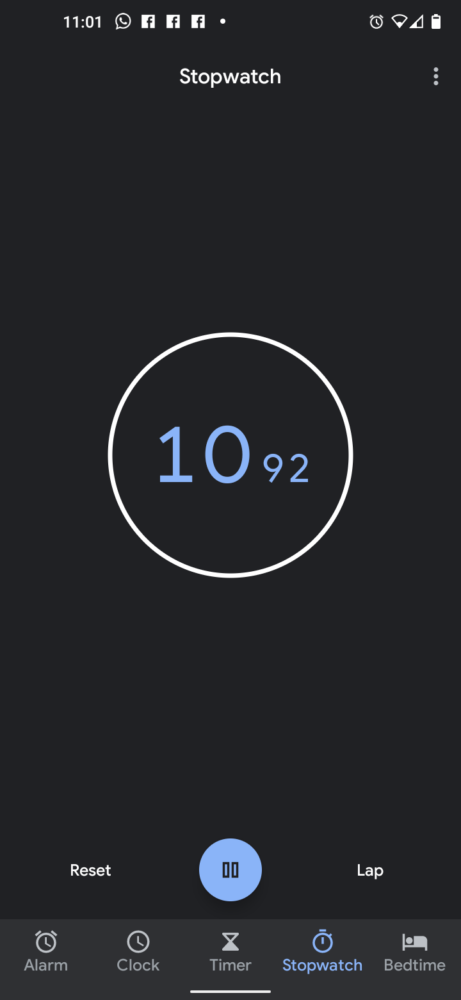 11:01
Stopwatch
10 92
Reset Lap
Alarm Clock Timer Stopwatch Bedtime